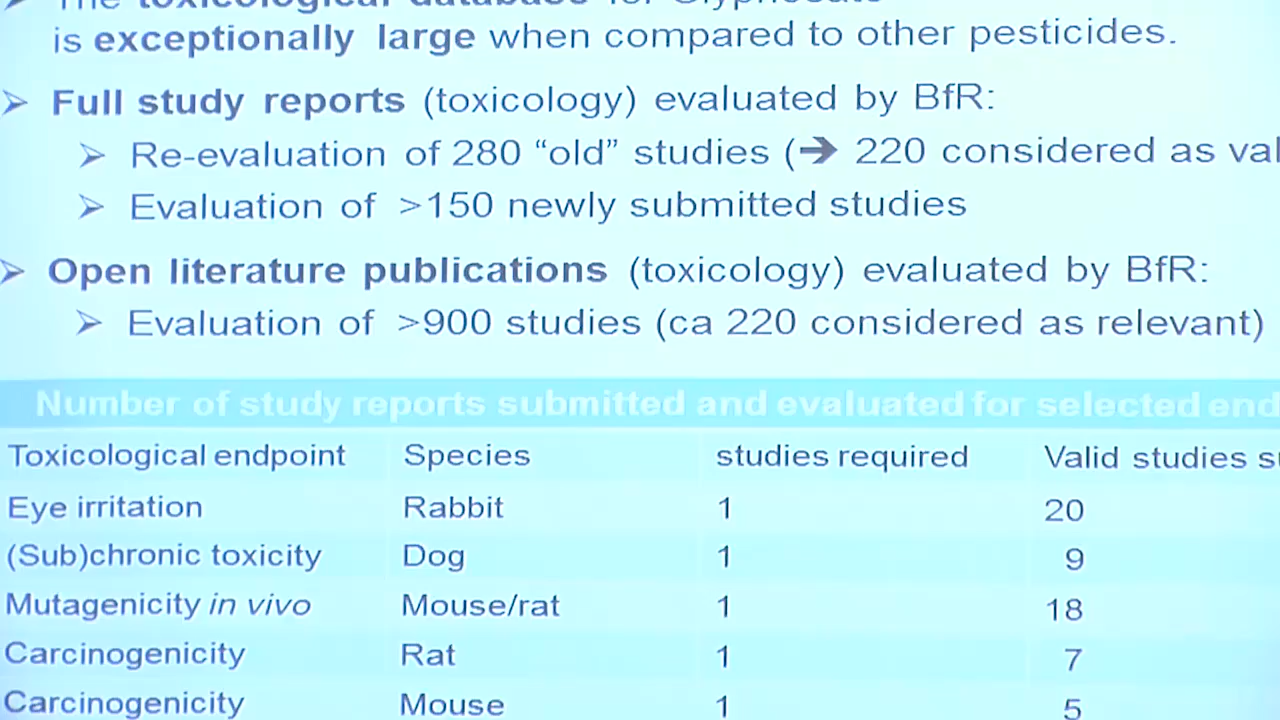 is exceptionally large when compared to other pesticides.
➢ Full study reports (toxicology) evaluated by BfR:
➢ Re-evaluation of 280 “old” studies (➔ 220 considered as val
➢ Evaluation of >150 newly submitted studies
➢ Open literature publications (toxicology) evaluated by BfR:
➢ Evaluation of >900 studies (ca 220 considered as relevant)
Number of study reports submitted and evaluated for selected end
Toxicological endpoint Species studies required Valid studies su
Eye irritation Rabbit 1 20
(Sub)chronic toxicity Dog 1 9
Mutagenicity in vivo Mouse/rat 1 18
Carcinogenicity Rat 1 7
Carcinogenicity Mouse 1 5